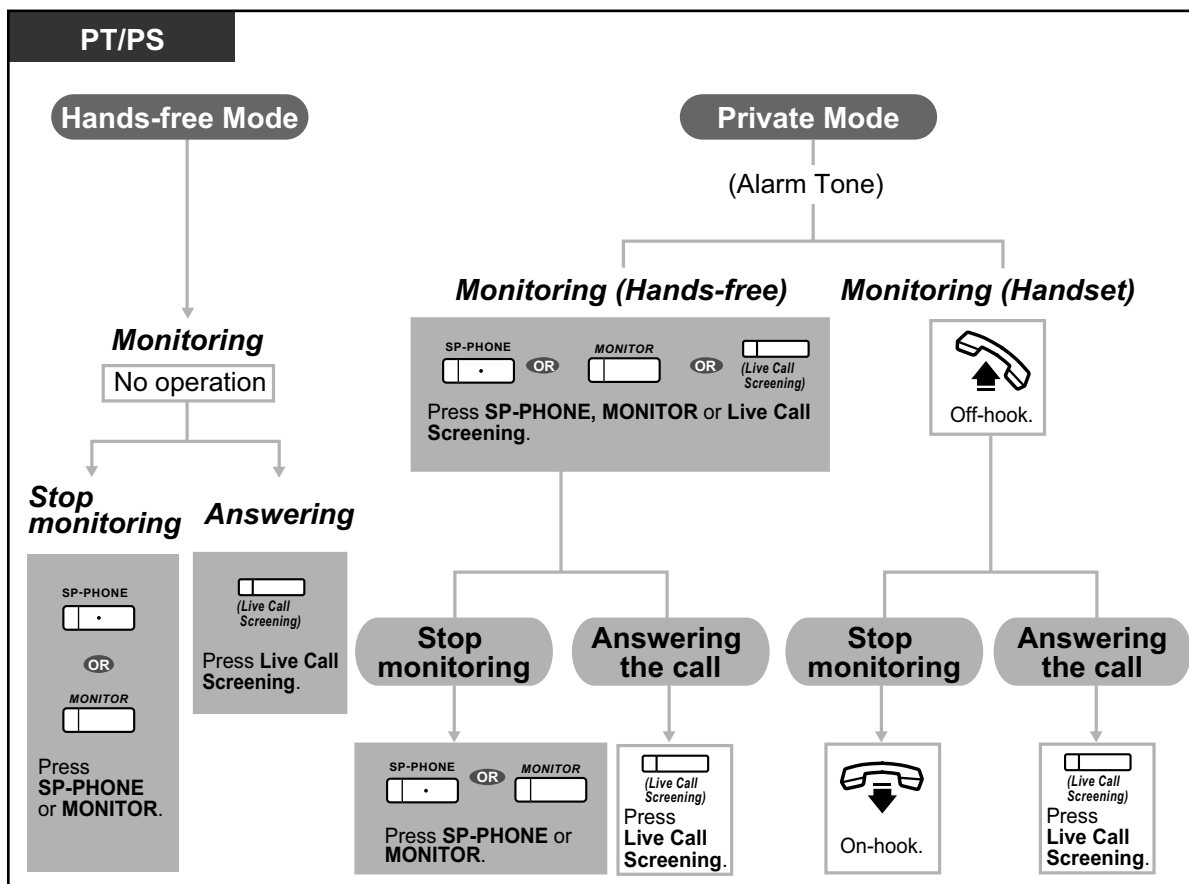 PT/PS
Hands-free Mode
Monitoring
No operation
Stop
monitoring
SP-PHONE
OR
MONITOR
Press
SP-PHONE
or MONITOR.
Answering
(Live Call
Screening)
Press Live Call
Screening.
Private Mode
(Alarm Tone)
Monitoring (Hands-free)
SP-PHONE OR MONITOR OR (Live Call
Screening)
Press SP-PHONE, MONITOR or Live Call
Screening.
Stop
monitoring
SP-PHONE OR MONITOR
Press SP-PHONE or
MONITOR.
Answering
the call
(Live Call
Screening)
Press
Live Call
Screening.
Monitoring (Handset)
Off-hook.
Stop
monitoring
On-hook.
Answering
the call
(Live Call
Screening)
Press
Live Call
Screening.